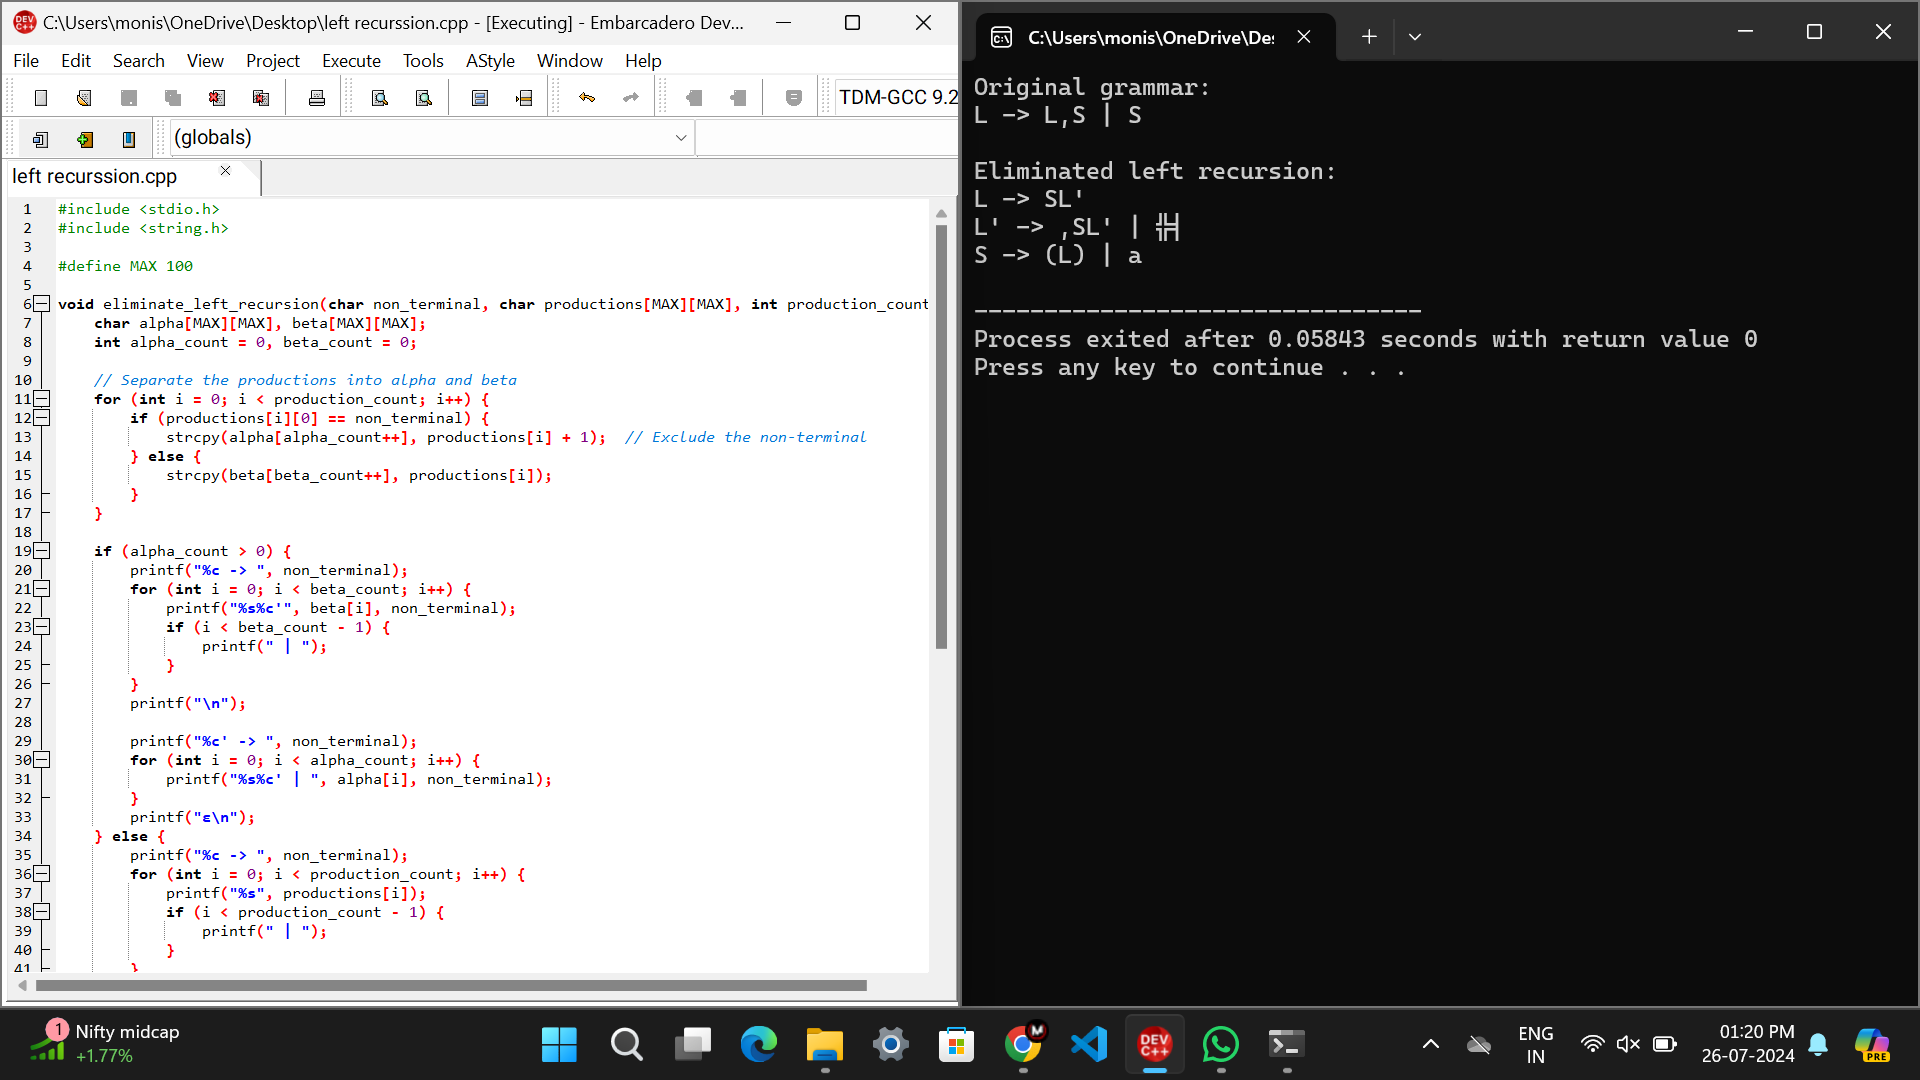 C:\Users\monis\OneDrive\Desktop\left recurssion.cpp - [Executing] - Embarcadero Dev...
File Edit Search View Project Execute Tools AStyle Window Help
TDM-GCC 9.2
(globals)
left recurssion.cpp
1 #include <stdio.h>
2 #include <string.h>
3
4 #define MAX 100
5
6 void eliminate_left_recursion(char non_terminal, char productions[MAX][MAX], int production_count
7 char alpha[MAX][MAX], beta[MAX][MAX];
8 int alpha_count = 0, beta_count = 0;
9
10 // Separate the productions into alpha and beta
11 for (int i = 0; i < production_count; i++) {
12 if (productions[i][0] == non_terminal) {
13 strcpy(alpha[alpha_count++], productions[i] + 1); // Exclude the non-terminal
14 } else {
15 strcpy(beta[beta_count++], productions[i]);
16 }
17 }
18
19 if (alpha_count > 0) {
20 printf("%c -> ", non_terminal);
21 for (int i = 0; i < beta_count; i++) {
22 printf("%s%c'", beta[i], non_terminal);
23 if (i < beta_count - 1) {
24 printf(" | ");
25 }
26 }
27 printf("\n");
28
29 printf("%c' -> ", non_terminal);
30 for (int i = 0; i < alpha_count; i++) {
31 printf("%s%c' | ", alpha[i], non_terminal);
32 }
33 printf("ε\n");
34 } else {
35 printf("%c -> ", non_terminal);
36 for (int i = 0; i < production_count; i++) {
37 printf("%s", productions[i]);
38 if (i < production_count - 1) {
39 printf(" | ");
40 }
41 }
C:\Users\monis\OneDrive\De
Original grammar:
L -> L,S | S
Eliminated left recursion:
L -> SL'
L' -> ,SL' | ╬╡
S -> (L) | a
--------------------------------
Process exited after 0.05843 seconds with return value 0
Press any key to continue . . .
1
Nifty midcap
+1.77%
M
DEV
C++
ENG
IN
01:20 PM
26-07-2024
PRE